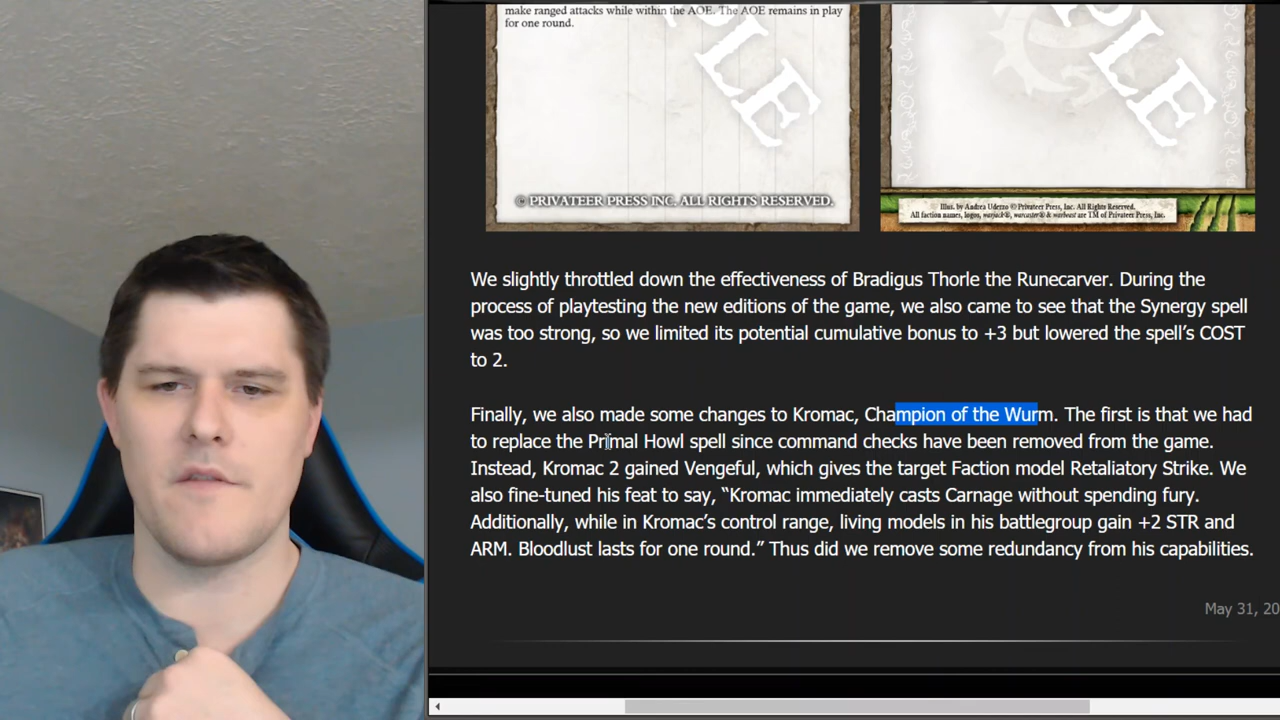 make ranged attacks while within the AOE. The AOE remains in play
for one round.
PLE
PLE
© PRIVATEER PRESS INC. ALL RIGHTS RESERVED.
Illus. by Andrea Uderzo © Privateer Press, Inc. All Rights Reserved.
All faction names, logos, warjack®, warcaster® & warbeast are TM of Privateer Press, Inc.
We slightly throttled down the effectiveness of Bradigus Thorle the Runecarver. During the
process of playtesting the new editions of the game, we also came to see that the Synergy spell
was too strong, so we limited its potential cumulative bonus to +3 but lowered the spell’s COST
to 2.
Finally, we also made some changes to Kromac, Champion of the Wurm. The first is that we had
to replace the Primal Howl spell since command checks have been removed from the game.
Instead, Kromac 2 gained Vengeful, which gives the target Faction model Retaliatory Strike. We
also fine-tuned his feat to say, “Kromac immediately casts Carnage without spending fury.
Additionally, while in Kromac’s control range, living models in his battlegroup gain +2 STR and
ARM. Bloodlust lasts for one round.” Thus did we remove some redundancy from his capabilities.
May 31, 20